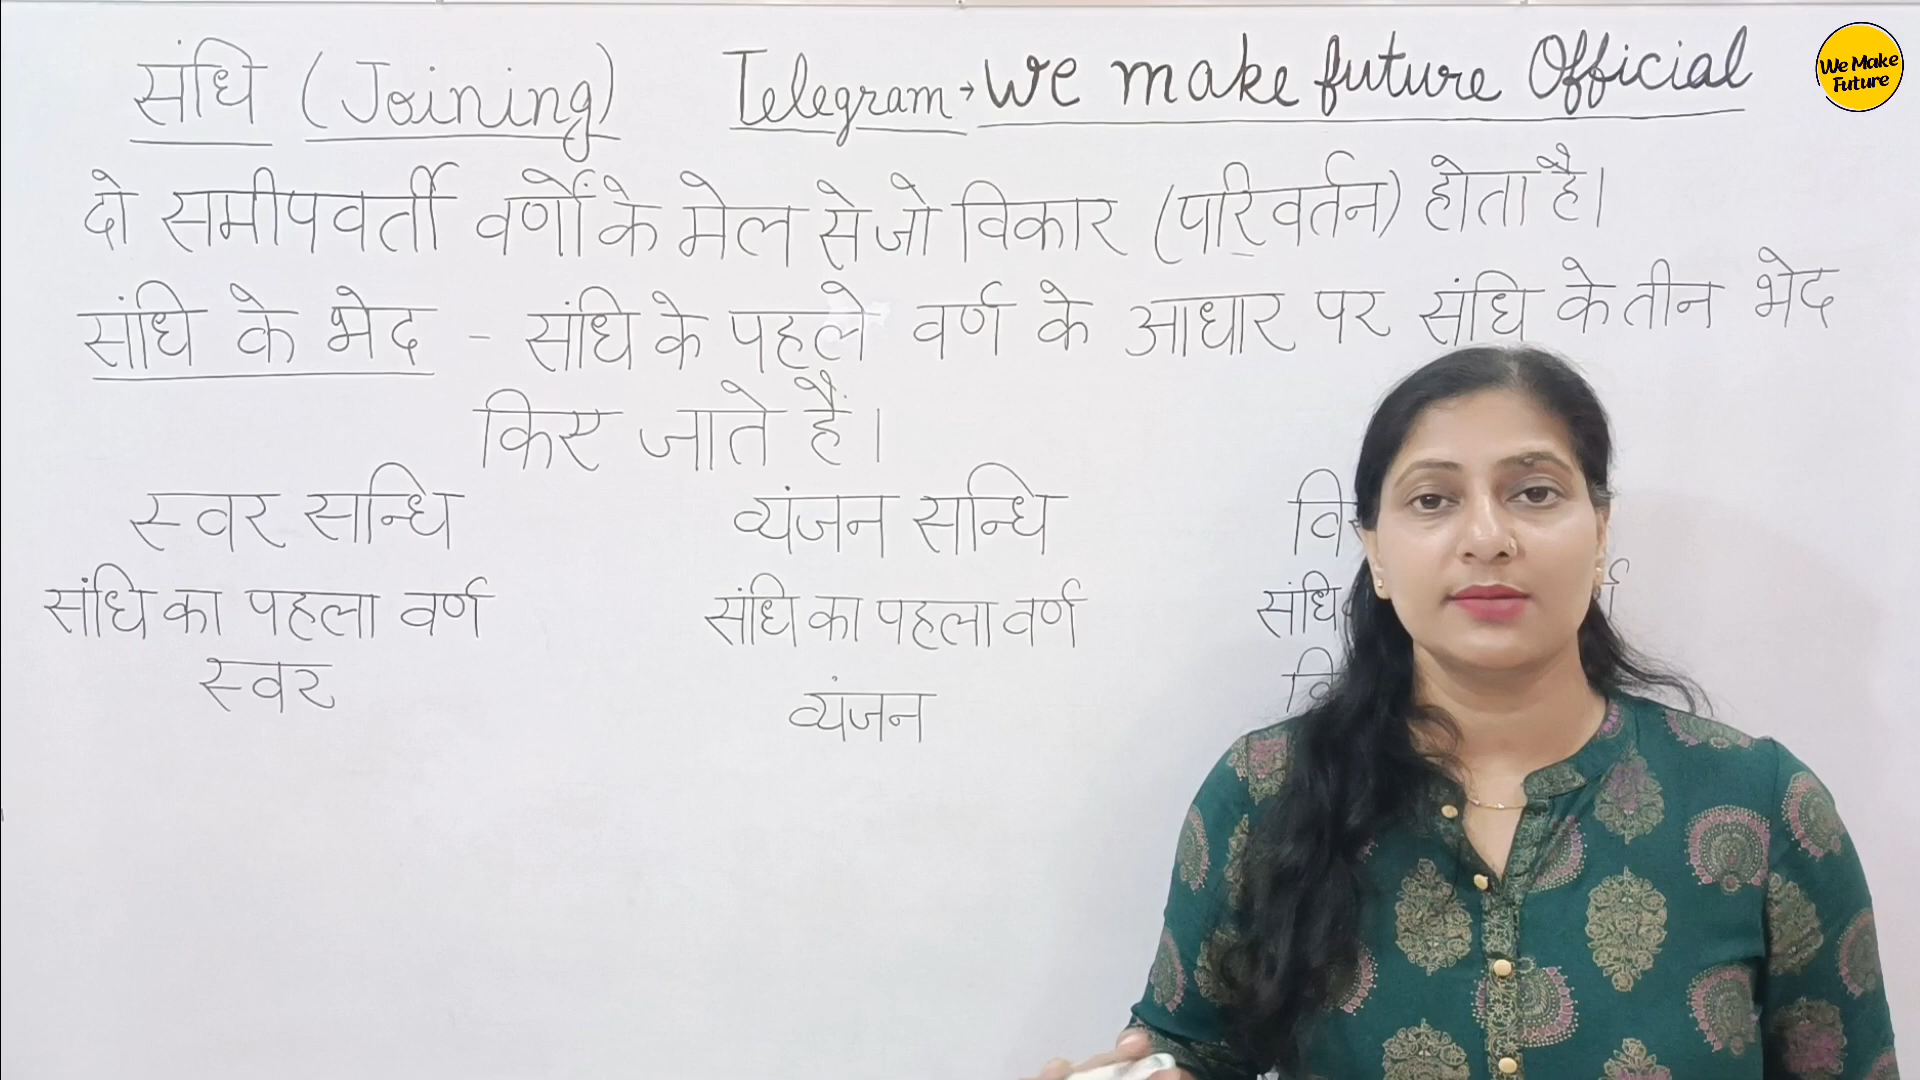 संधि (Joining) Telegram → We make future Official
We Make Future
दो समीपवर्ती वर्णों के मेल से जो विकार (परिवर्तन) होता है।
संधि के भेद - संधि के पहले वर्ण के आधार पर संधि के तीन भेद
किए जाते हैं।
स्वर सन्धि व्यंजन सन्धि
संधि का पहला वर्ण संधि का पहला वर्ण संधि
स्वर व्यंजन